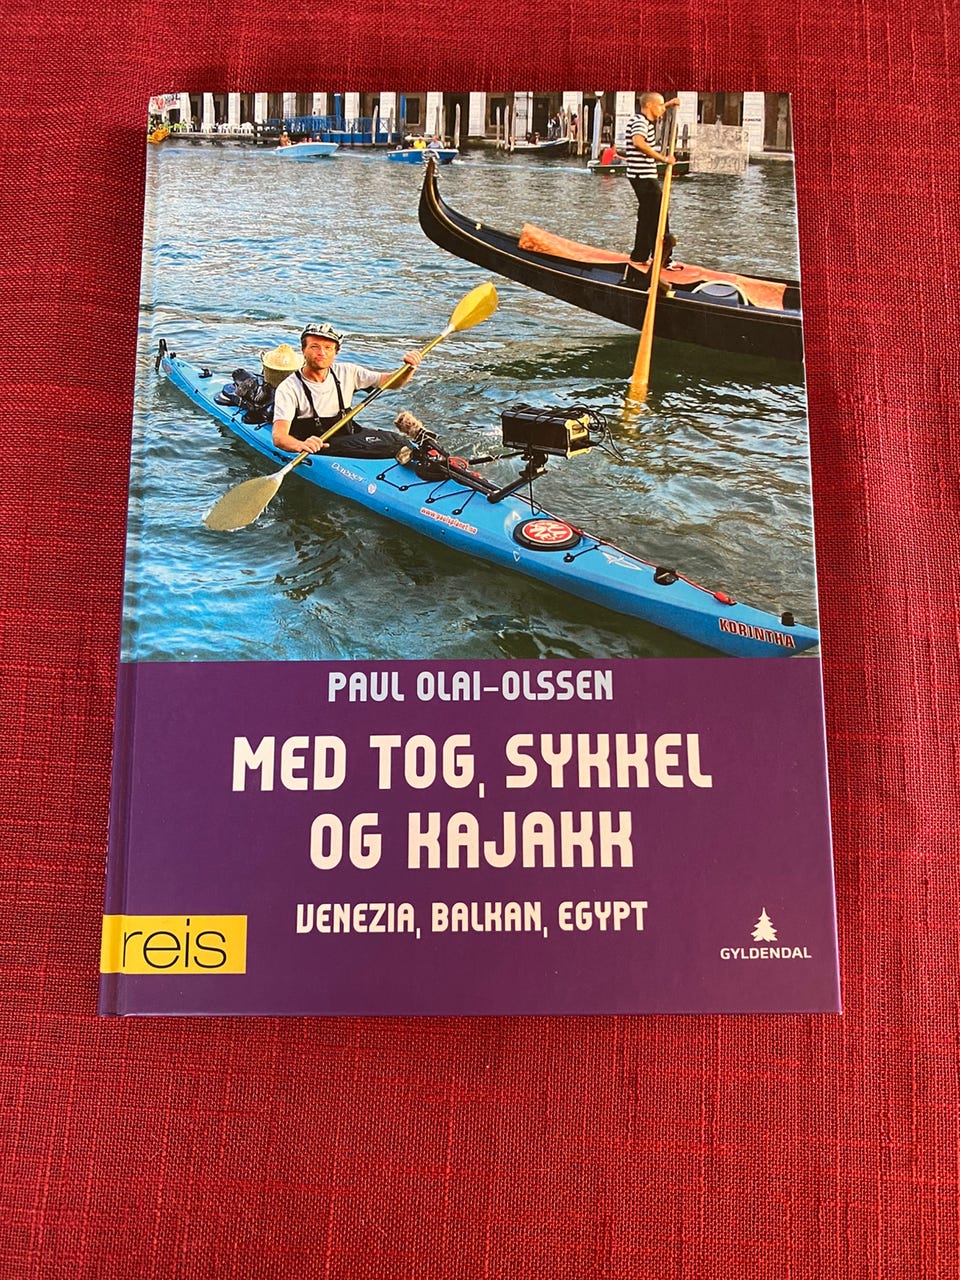 KORINTHA
PAUL OLAI-OLSSEN
MED TOG, SYKKEL
OG KAJAKK
VENEZIA, BALKAN, EGYPT
reis
GYLDENDAL